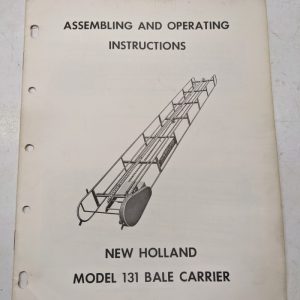 ASSEMBLING AND OPERATING
INSTRUCTIONS
NEW HOLLAND
MODEL 131 BALE CARRIER